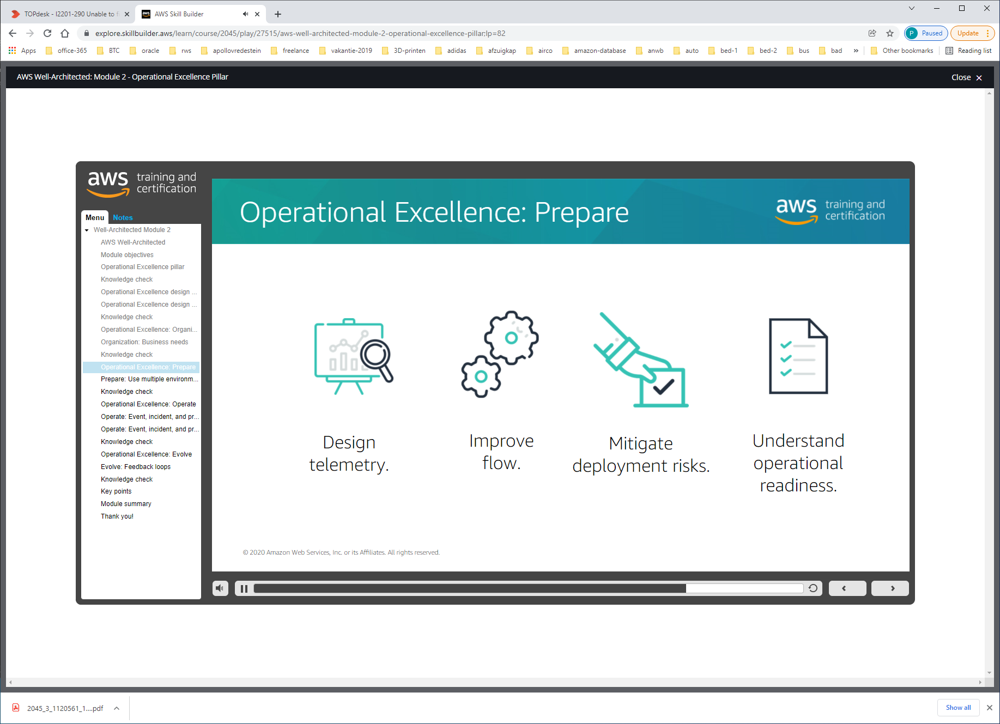 TOPdesk - I2201-290 Unable to f
AWS Skill Builder
explore.skillbuilder.aws/learn/course/2045/play/27515/aws-well-architected-module-2-operational-excellence-pillar;lp=82
P Paused
Update
Apps office-365 BTC oracle rws apollovredestein freelance vakantie-2019 3D-printen adidas afzuigkap airco amazon-database anwb auto bed-1 bed-2 bus bad » Other bookmarks Reading list
AWS Well-Architected: Module 2 - Operational Excellence Pillar
Close
aws training and
certification
Menu Notes
Well-Architected Module 2
AWS Well-Architected
Module objectives
Operational Excellence pillar
Knowledge check
Operational Excellence design ...
Operational Excellence design ...
Knowledge check
Operational Excellence: Organi...
Organization: Business needs
Knowledge check
Operational Excellence: Prepare
Prepare: Use multiple environm...
Knowledge check
Operational Excellence: Operate
Operate: Event, incident, and pr...
Operate: Event, incident, and pr...
Knowledge check
Operational Excellence: Evolve
Evolve: Feedback loops
Knowledge check
Key points
Module summary
Thank you!
Operational Excellence: Prepare
aws training and
certification
Design
telemetry.
Improve
flow.
Mitigate
deployment risks.
Understand
operational
readiness.
© 2020 Amazon Web Services, Inc. or its Affiliates. All rights reserved.
2045_3_1120561_1....pdf
Show all